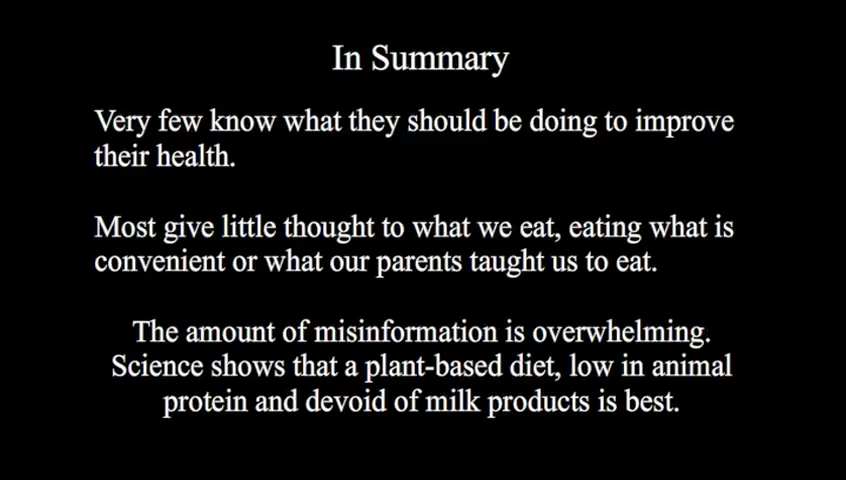 In Summary
Very few know what they should be doing to improve
their health.
Most give little thought to what we eat, eating what is
convenient or what our parents taught us to eat.
The amount of misinformation is overwhelming.
Science shows that a plant-based diet, low in animal
protein and devoid of milk products is best.